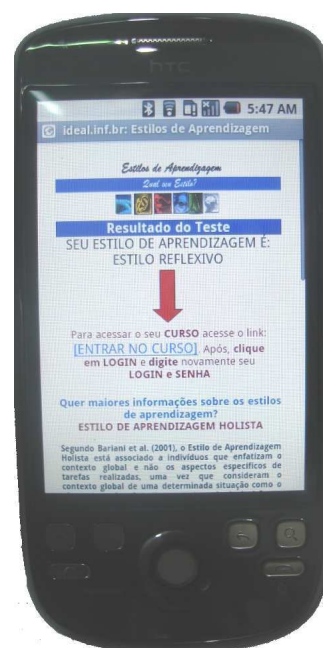 hTC
5:47 AM
ideal.inf.br: Estilos de Aprendizagem
Estilos de Aprendizagem
Qual seu Estilo?
Resultado do Teste
SEU ESTILO DE APRENDIZAGEM É:
ESTILO REFLEXIVO
Para acessar o seu CURSO acesse o link:
[ENTRAR NO CURSO]. Após, clique
em LOGIN e digite novamente seu
LOGIN e SENHA
Quer maiores informações sobre os estilos
de aprendizagem?
ESTILO DE APRENDIZAGEM HOLISTA
Segundo Bariani et al. (2001), o Estilo de Aprendizagem
Holista está associado a indivíduos que enfatizam o
contexto global e não os aspectos específicos de
tarefas realizadas, uma vez que consideram o
contexto global de uma determinada situação como o